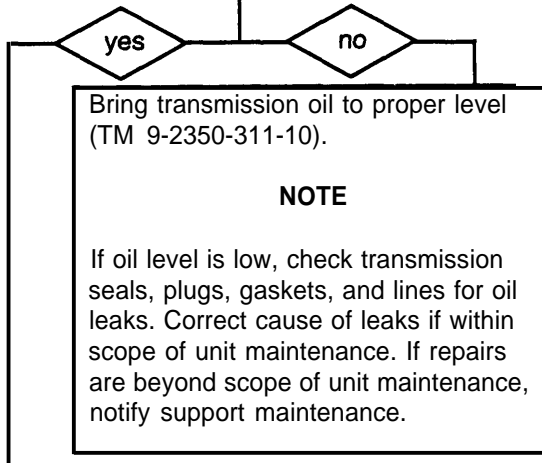 yes
no
Bring transmission oil to proper level
(TM 9-2350-311-10).
NOTE
If oil level is low, check transmission
seals, plugs, gaskets, and lines for oil
leaks. Correct cause of leaks if within
scope of unit maintenance. If repairs
are beyond scope of unit maintenance,
notify support maintenance.